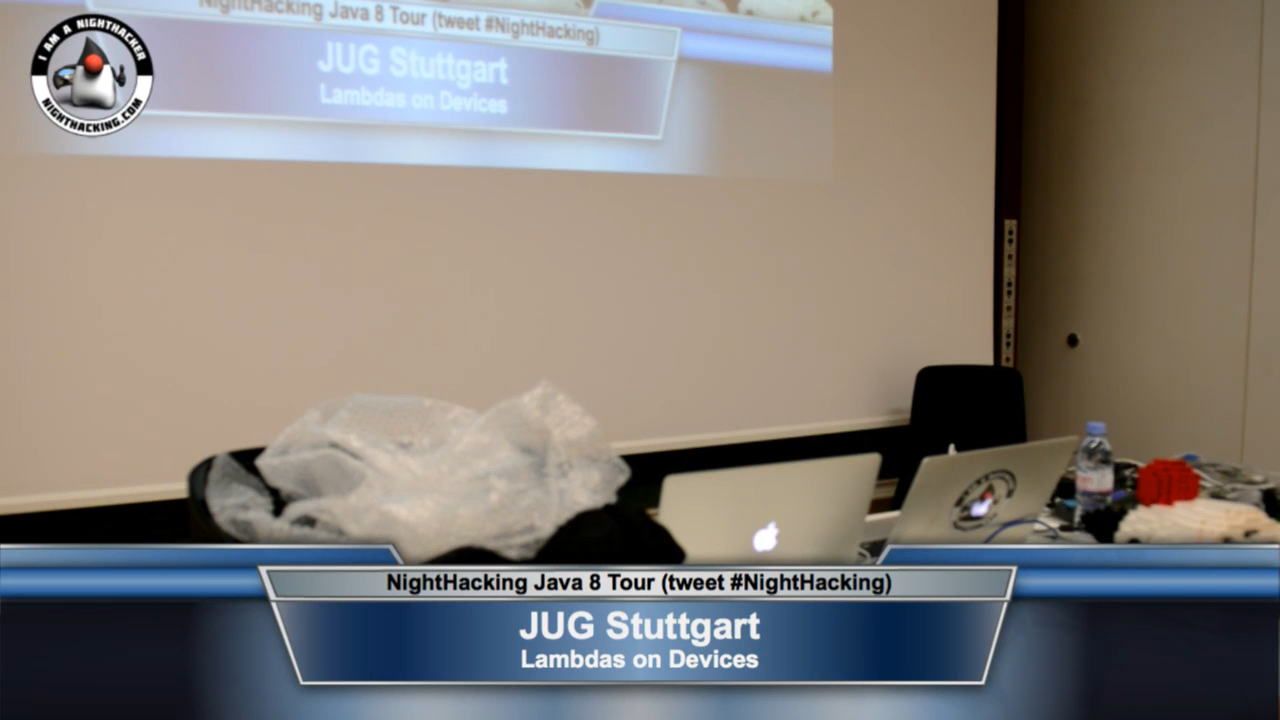 I AM A NIGHTHACKER
NIGHTHACKING.COM
NightHacking Java 8 Tour (tweet #NightHacking)
JUG Stuttgart
Lambdas on Devices
NightHacking Java 8 Tour (tweet #NightHacking)
JUG Stuttgart
Lambdas on Devices